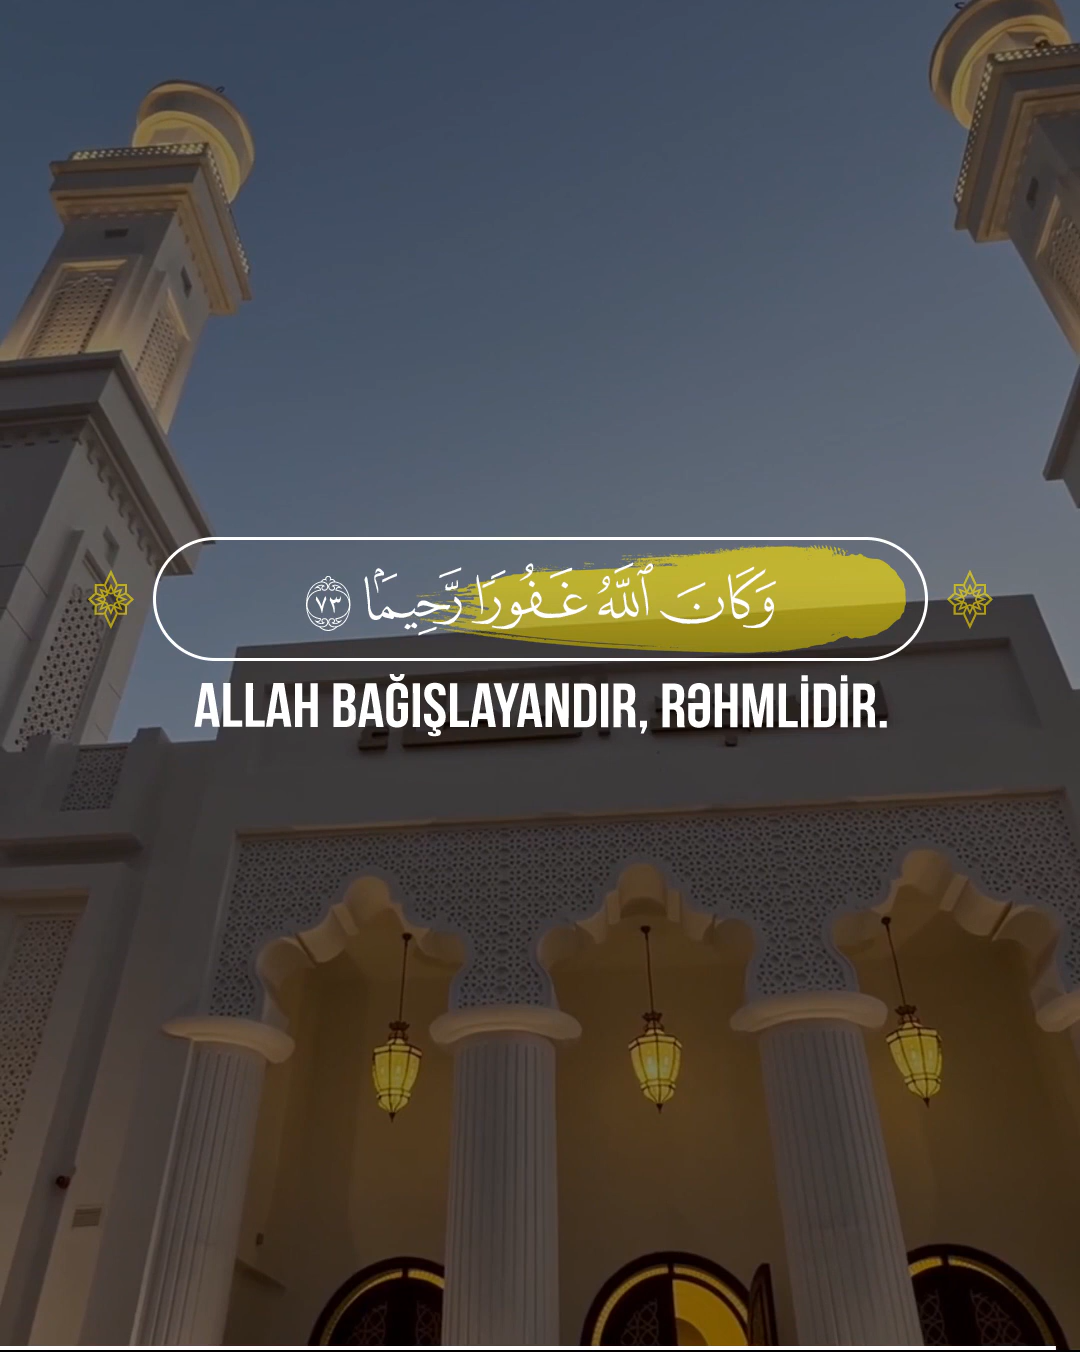 وَكَانَ ٱللَّهُ غَفُورًا رَّحِيمًۢا ٧٣
ALLAH BAĞIŞLAYANDIR, RƏHMLİDİR.